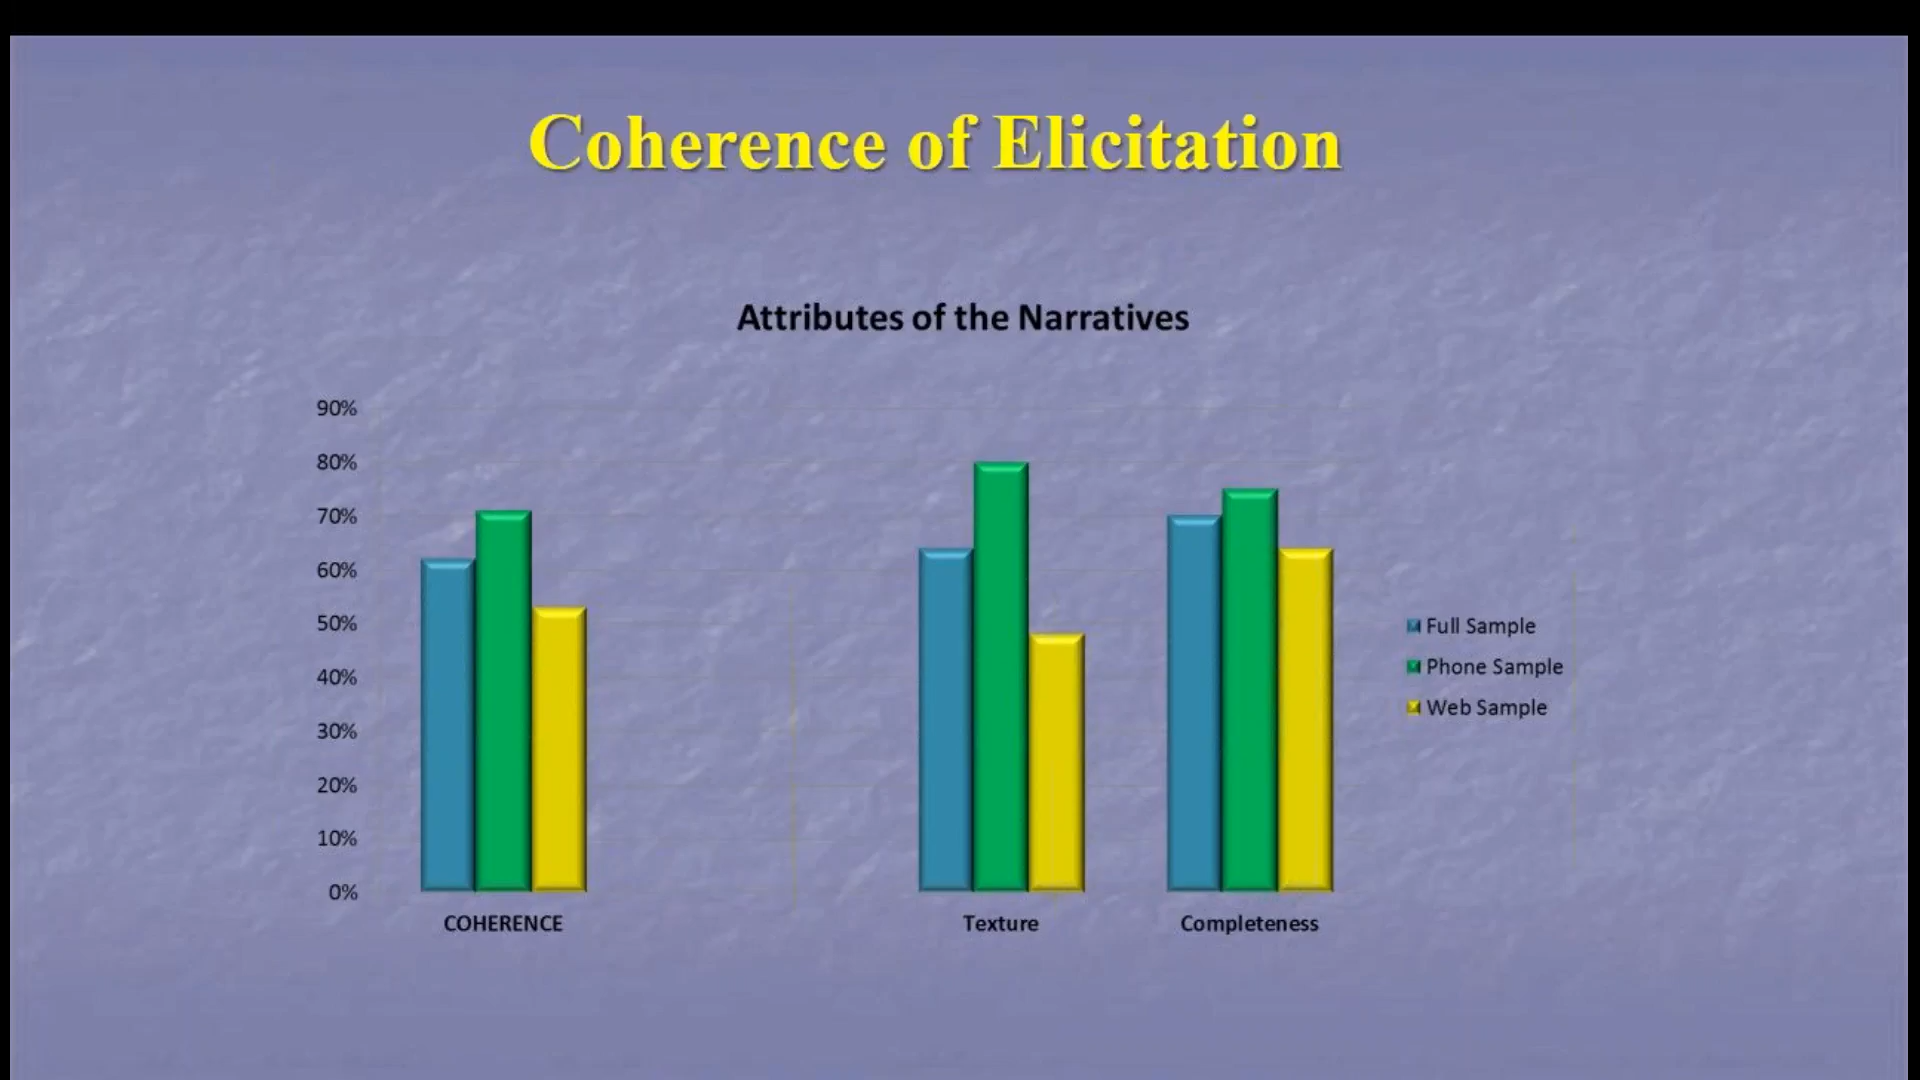 Coherence of Elicitation
Attributes of the Narratives
90%
80%
70%
60%
50%
40%
30%
20%
10%
0%
COHERENCE
Texture
Completeness
Full Sample
Phone Sample
Web Sample